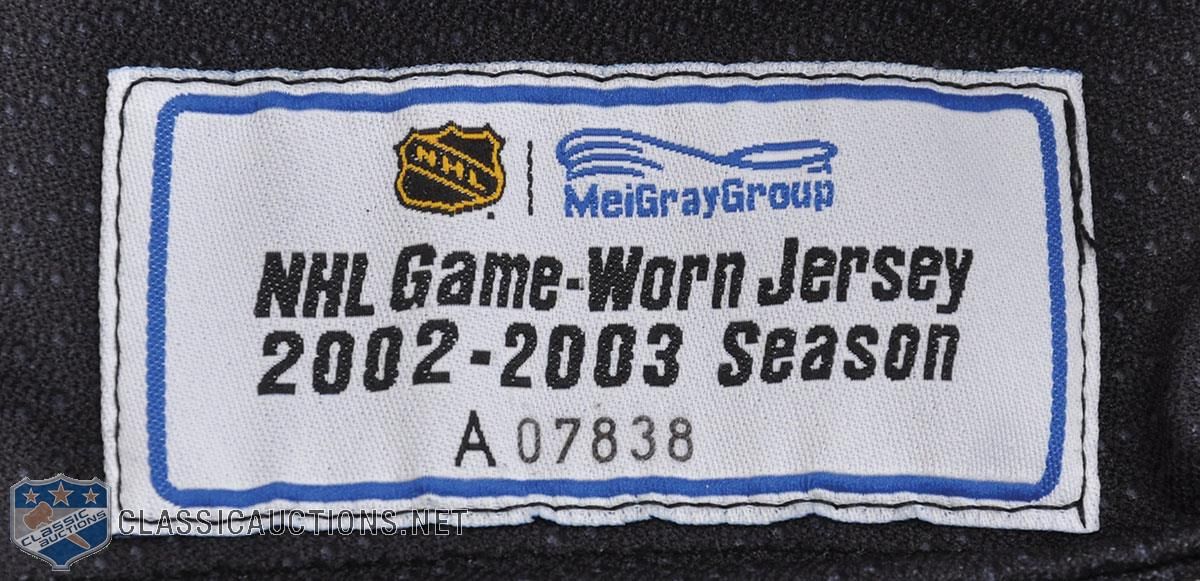 NHL
MeiGrayGroup
NHL Game-Worn Jersey
2002-2003 Season
A 07838
CLASSIC
AUCTIONS
CLASSICAUCTIONS.NET